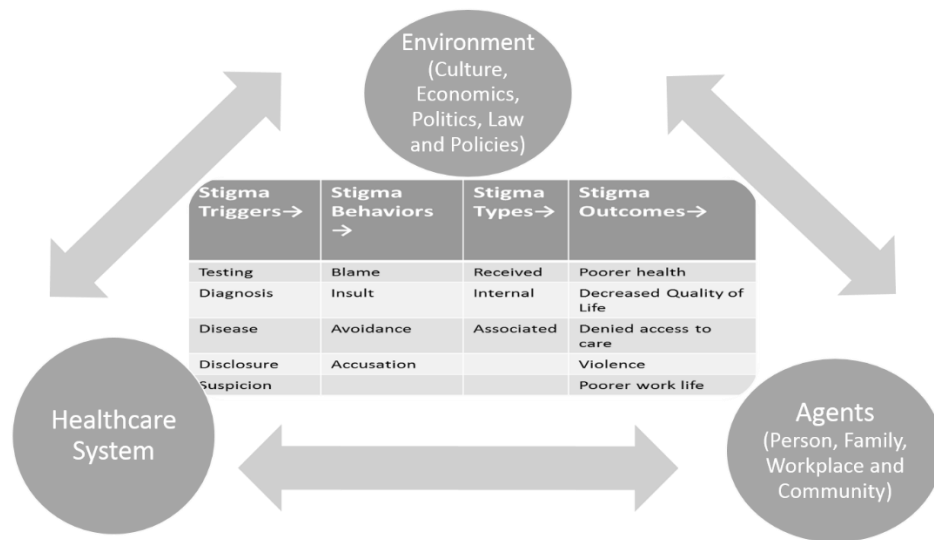 Environment
(Culture,
Economics,
Politics, Law
and Policies)
Stigma Triggers→ Stigma Behaviors → Stigma Types→ Stigma Outcomes→
Testing Blame Received Poorer health
Diagnosis Insult Internal Decreased Quality of Life
Disease Avoidance Associated Denied access to care
Disclosure Accusation Violence
Suspicion Poorer work life
Healthcare
System
Agents
(Person, Family,
Workplace and
Community)